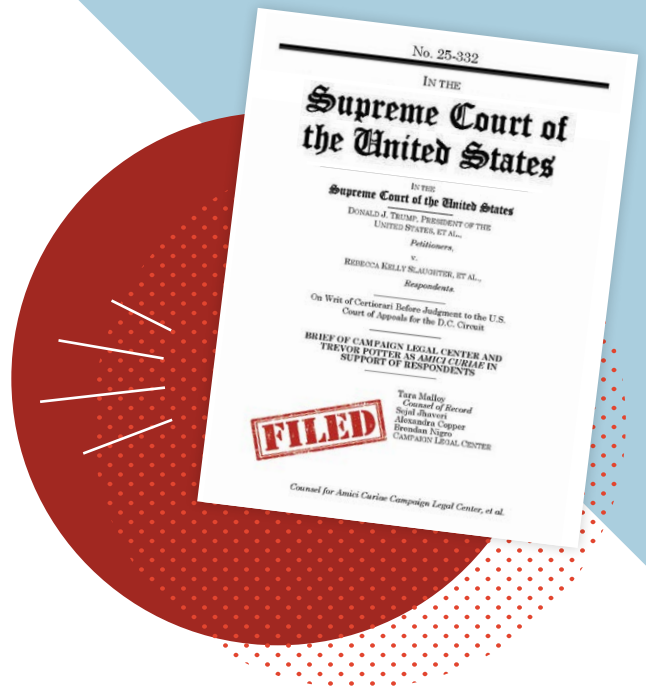 No. 25-332
IN THE
Supreme Court of
the United States
IN THE
Supreme Court of the United States
DONALD J. TRUMP, PRESIDENT OF THE
UNITED STATES, ET AL.,
Petitioners,
v.
REBECCA KELLY SLAUGHTER, ET AL.,
Respondents.
On Writ of Certiorari Before Judgment to the U.S.
Court of Appeals for the D.C. Circuit
BRIEF OF CAMPAIGN LEGAL CENTER AND
TREVOR POTTER AS AMICI CURIAE IN
SUPPORT OF RESPONDENTS
Tara Malloy
Counsel of Record
Sejal Jhaveri
Alexandra Copper
Brendan Nigro
CAMPAIGN LEGAL CENTER
FILED
Counsel for Amici Curiae Campaign Legal Center, et al.